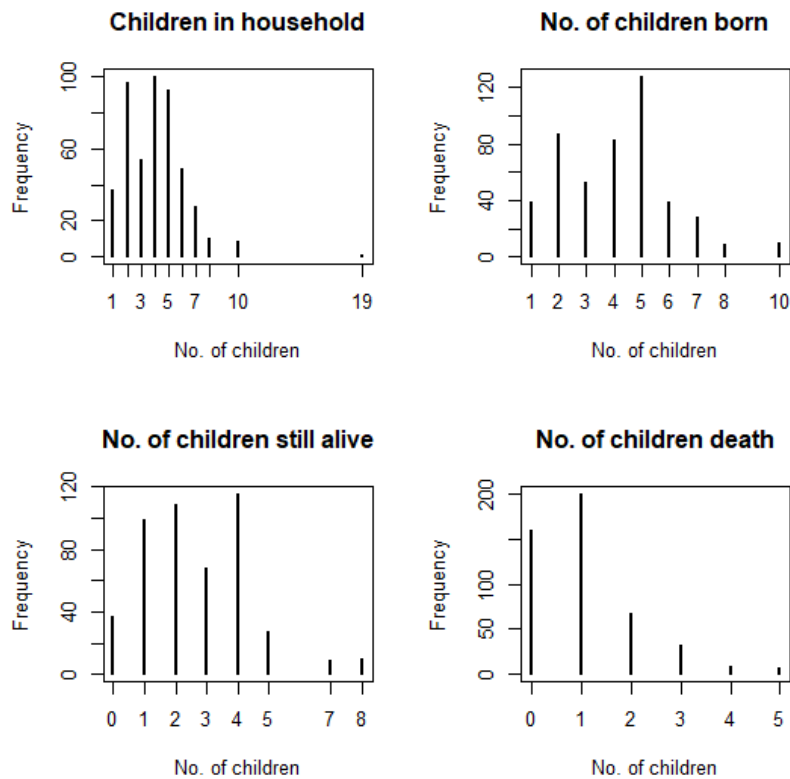 Children in household
Frequency
0
20
60
100
1 3 5 7 10 19
No. of children
No. of children born
Frequency
0
40
80
120
1 2 3 4 5 6 7 8 10
No. of children
No. of children still alive
Frequency
0
40
80
120
0 1 2 3 4 5 7 8
No. of children
No. of children death
Frequency
0
50
100
200
0 1 2 3 4 5
No. of children